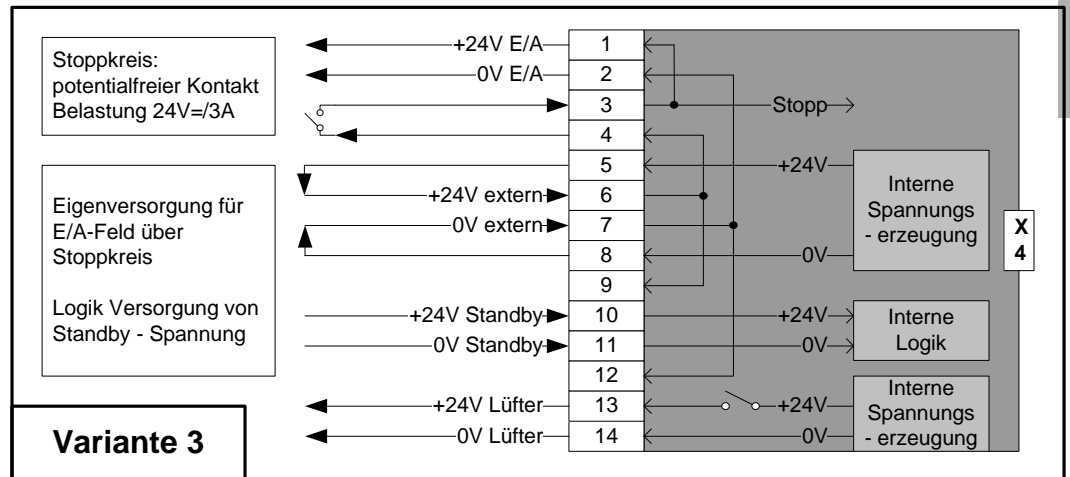 Stoppkreis:
potentialfreier Kontakt
Belastung 24V=/3A
Eigenversorgung für
E/A-Feld über
Stoppkreis
Logik Versorgung von
Standby - Spannung
Variante 3
+24V E/A
0V E/A
+24V extern
0V extern
+24V Standby
0V Standby
+24V Lüfter
0V Lüfter
1
2
3
4
5
6
7
8
9
10
11
12
13
14
Stopp
+24V
0V
+24V
0V
+24V
0V
Interne
Spannungs
- erzeugung
Interne
Logik
Interne
Spannungs
- erzeugung
X
4